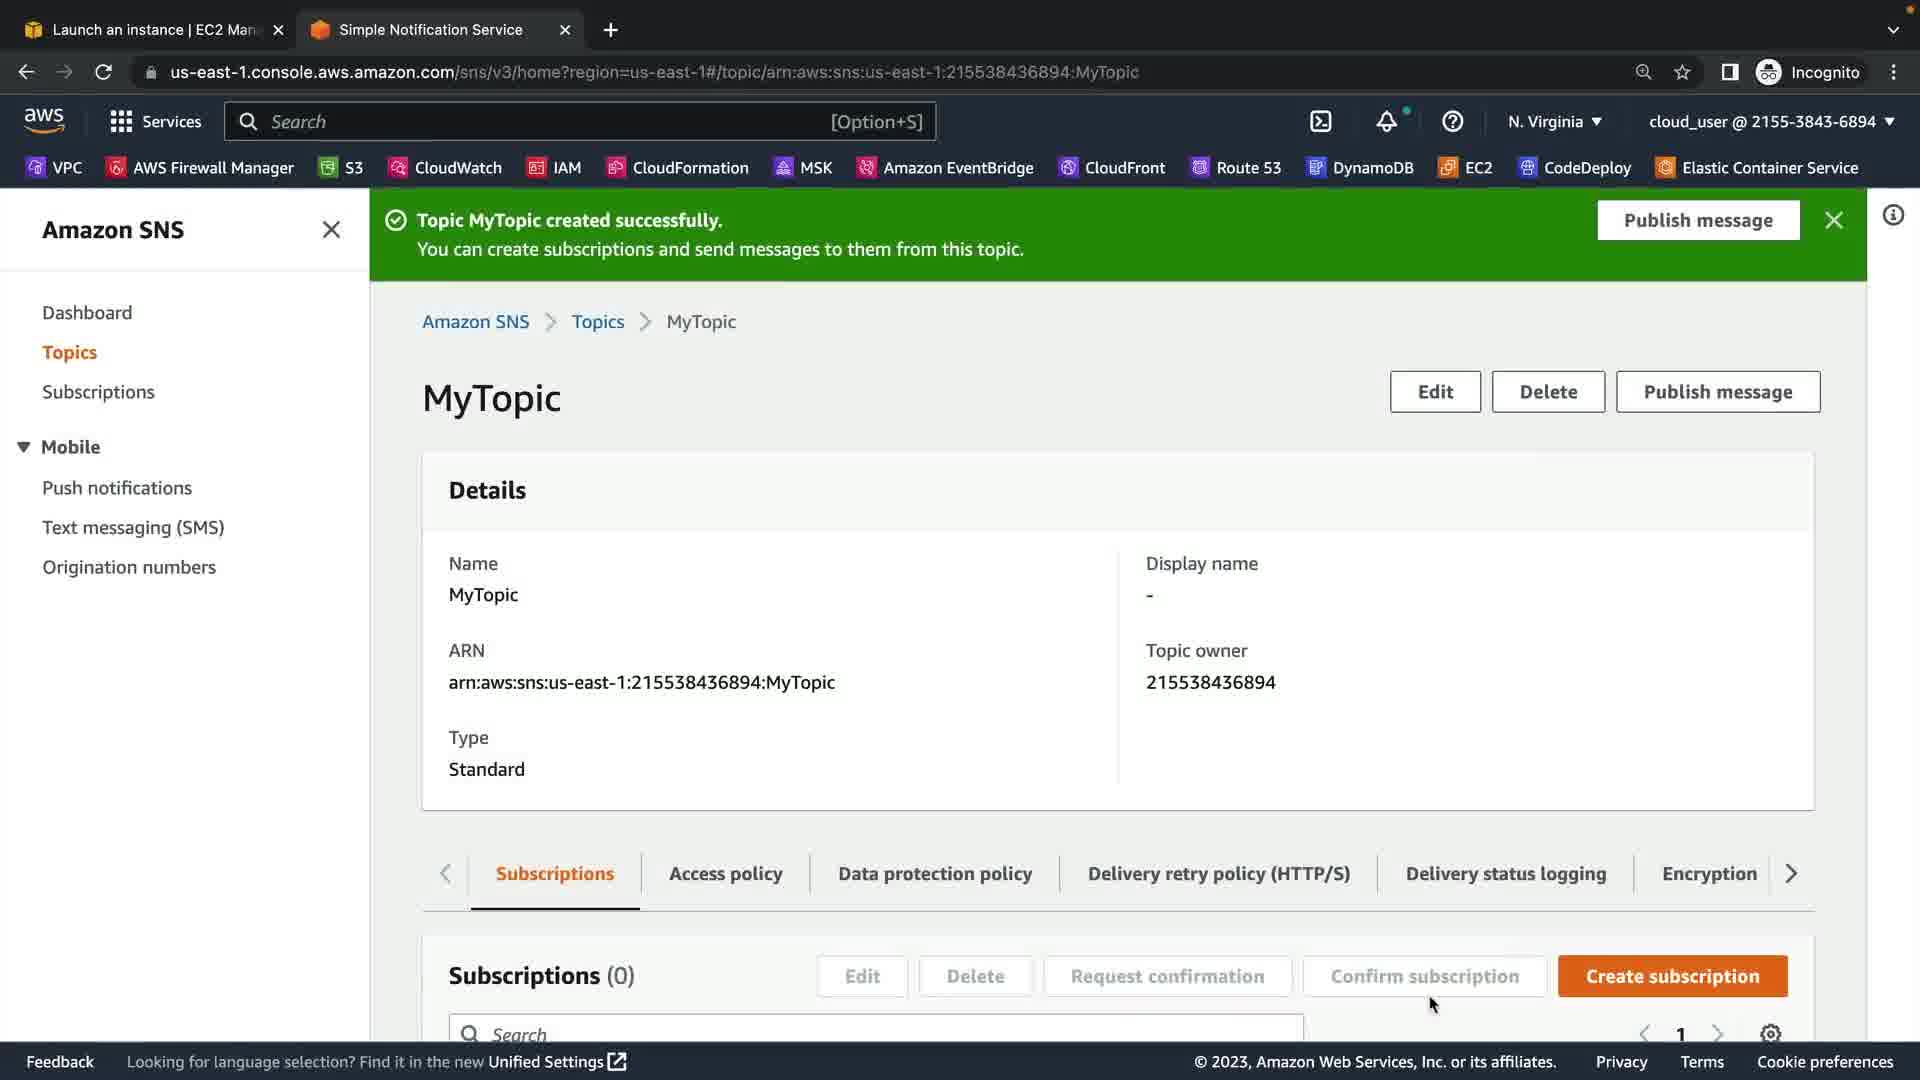 Launch an instance | EC2 Man
Simple Notification Service
us-east-1.console.aws.amazon.com/sns/v3/home?region=us-east-1#/topic/arn:aws:sns:us-east-1:215538436894:MyTopic
Incognito
aws
Services
Search
[Option+S]
N. Virginia
cloud_user @ 2155-3843-6894
VPC
AWS Firewall Manager
S3
CloudWatch
IAM
CloudFormation
MSK
Amazon EventBridge
CloudFront
Route 53
DynamoDB
EC2
CodeDeploy
Elastic Container Service
Amazon SNS
Dashboard
Topics
Subscriptions
Mobile
Push notifications
Text messaging (SMS)
Origination numbers
Topic MyTopic created successfully.
You can create subscriptions and send messages to them from this topic.
Publish message
Amazon SNS
Topics
MyTopic
MyTopic
Edit
Delete
Publish message
Details
Name
MyTopic
Display name
-
ARN
arn:aws:sns:us-east-1:215538436894:MyTopic
Topic owner
215538436894
Type
Standard
Subscriptions
Access policy
Data protection policy
Delivery retry policy (HTTP/S)
Delivery status logging
Encryption
Subscriptions (0)
Edit
Delete
Request confirmation
Confirm subscription
Create subscription
Search
1
Feedback
Looking for language selection? Find it in the new Unified Settings
© 2023, Amazon Web Services, Inc. or its affiliates.
Privacy
Terms
Cookie preferences